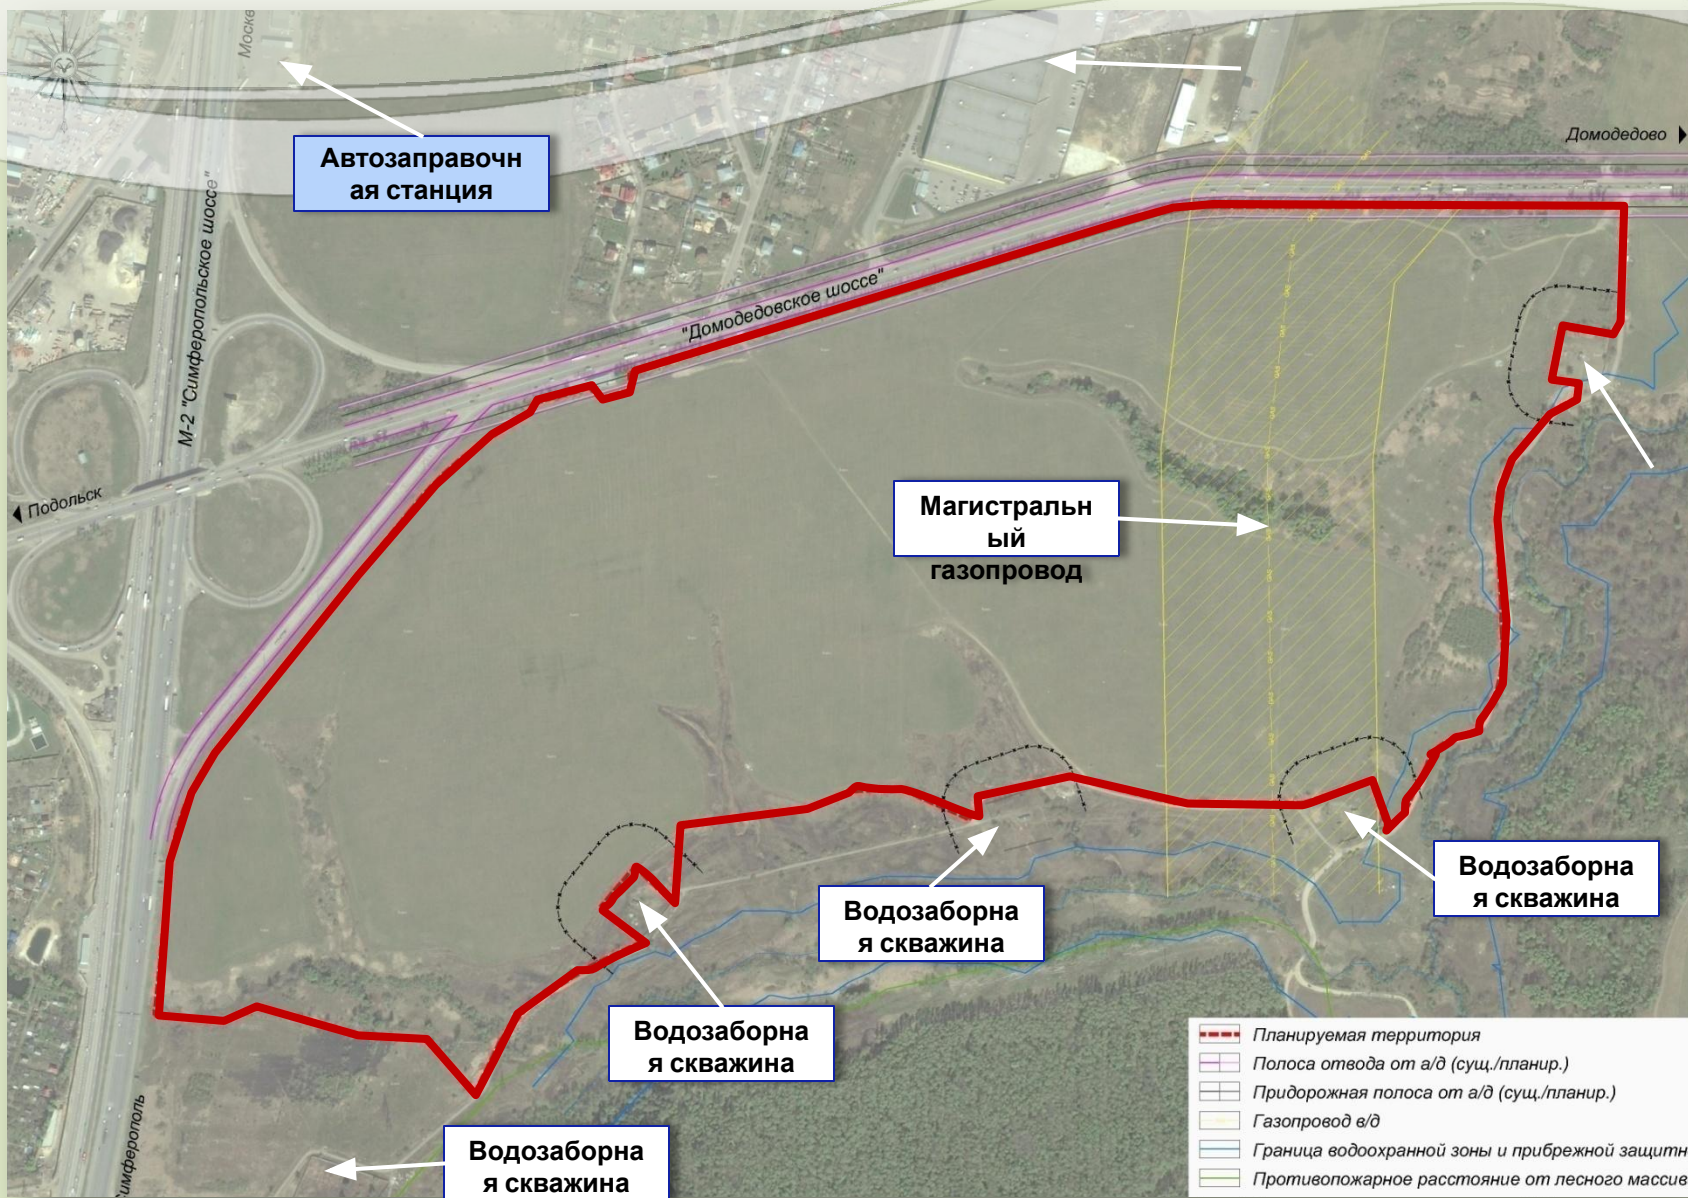 Москв
Автозаправочн
ая станция
Домодедово
М-2 "Симферопольское шоссе"
"Домодедовское шоссе"
Подольск
Магистральн
ый
газопровод
Водозаборна
я скважина
Водозаборна
я скважина
Водозаборна
я скважина
Водозаборна
я скважина
Симферополь
Планируемая территория
Полоса отвода от а/д (сущ./планир.)
Придорожная полоса от а/д (сущ./планир.)
Газопровод в/д
Граница водоохранной зоны и прибрежной защитн
Противопожарное расстояние от лесного массив